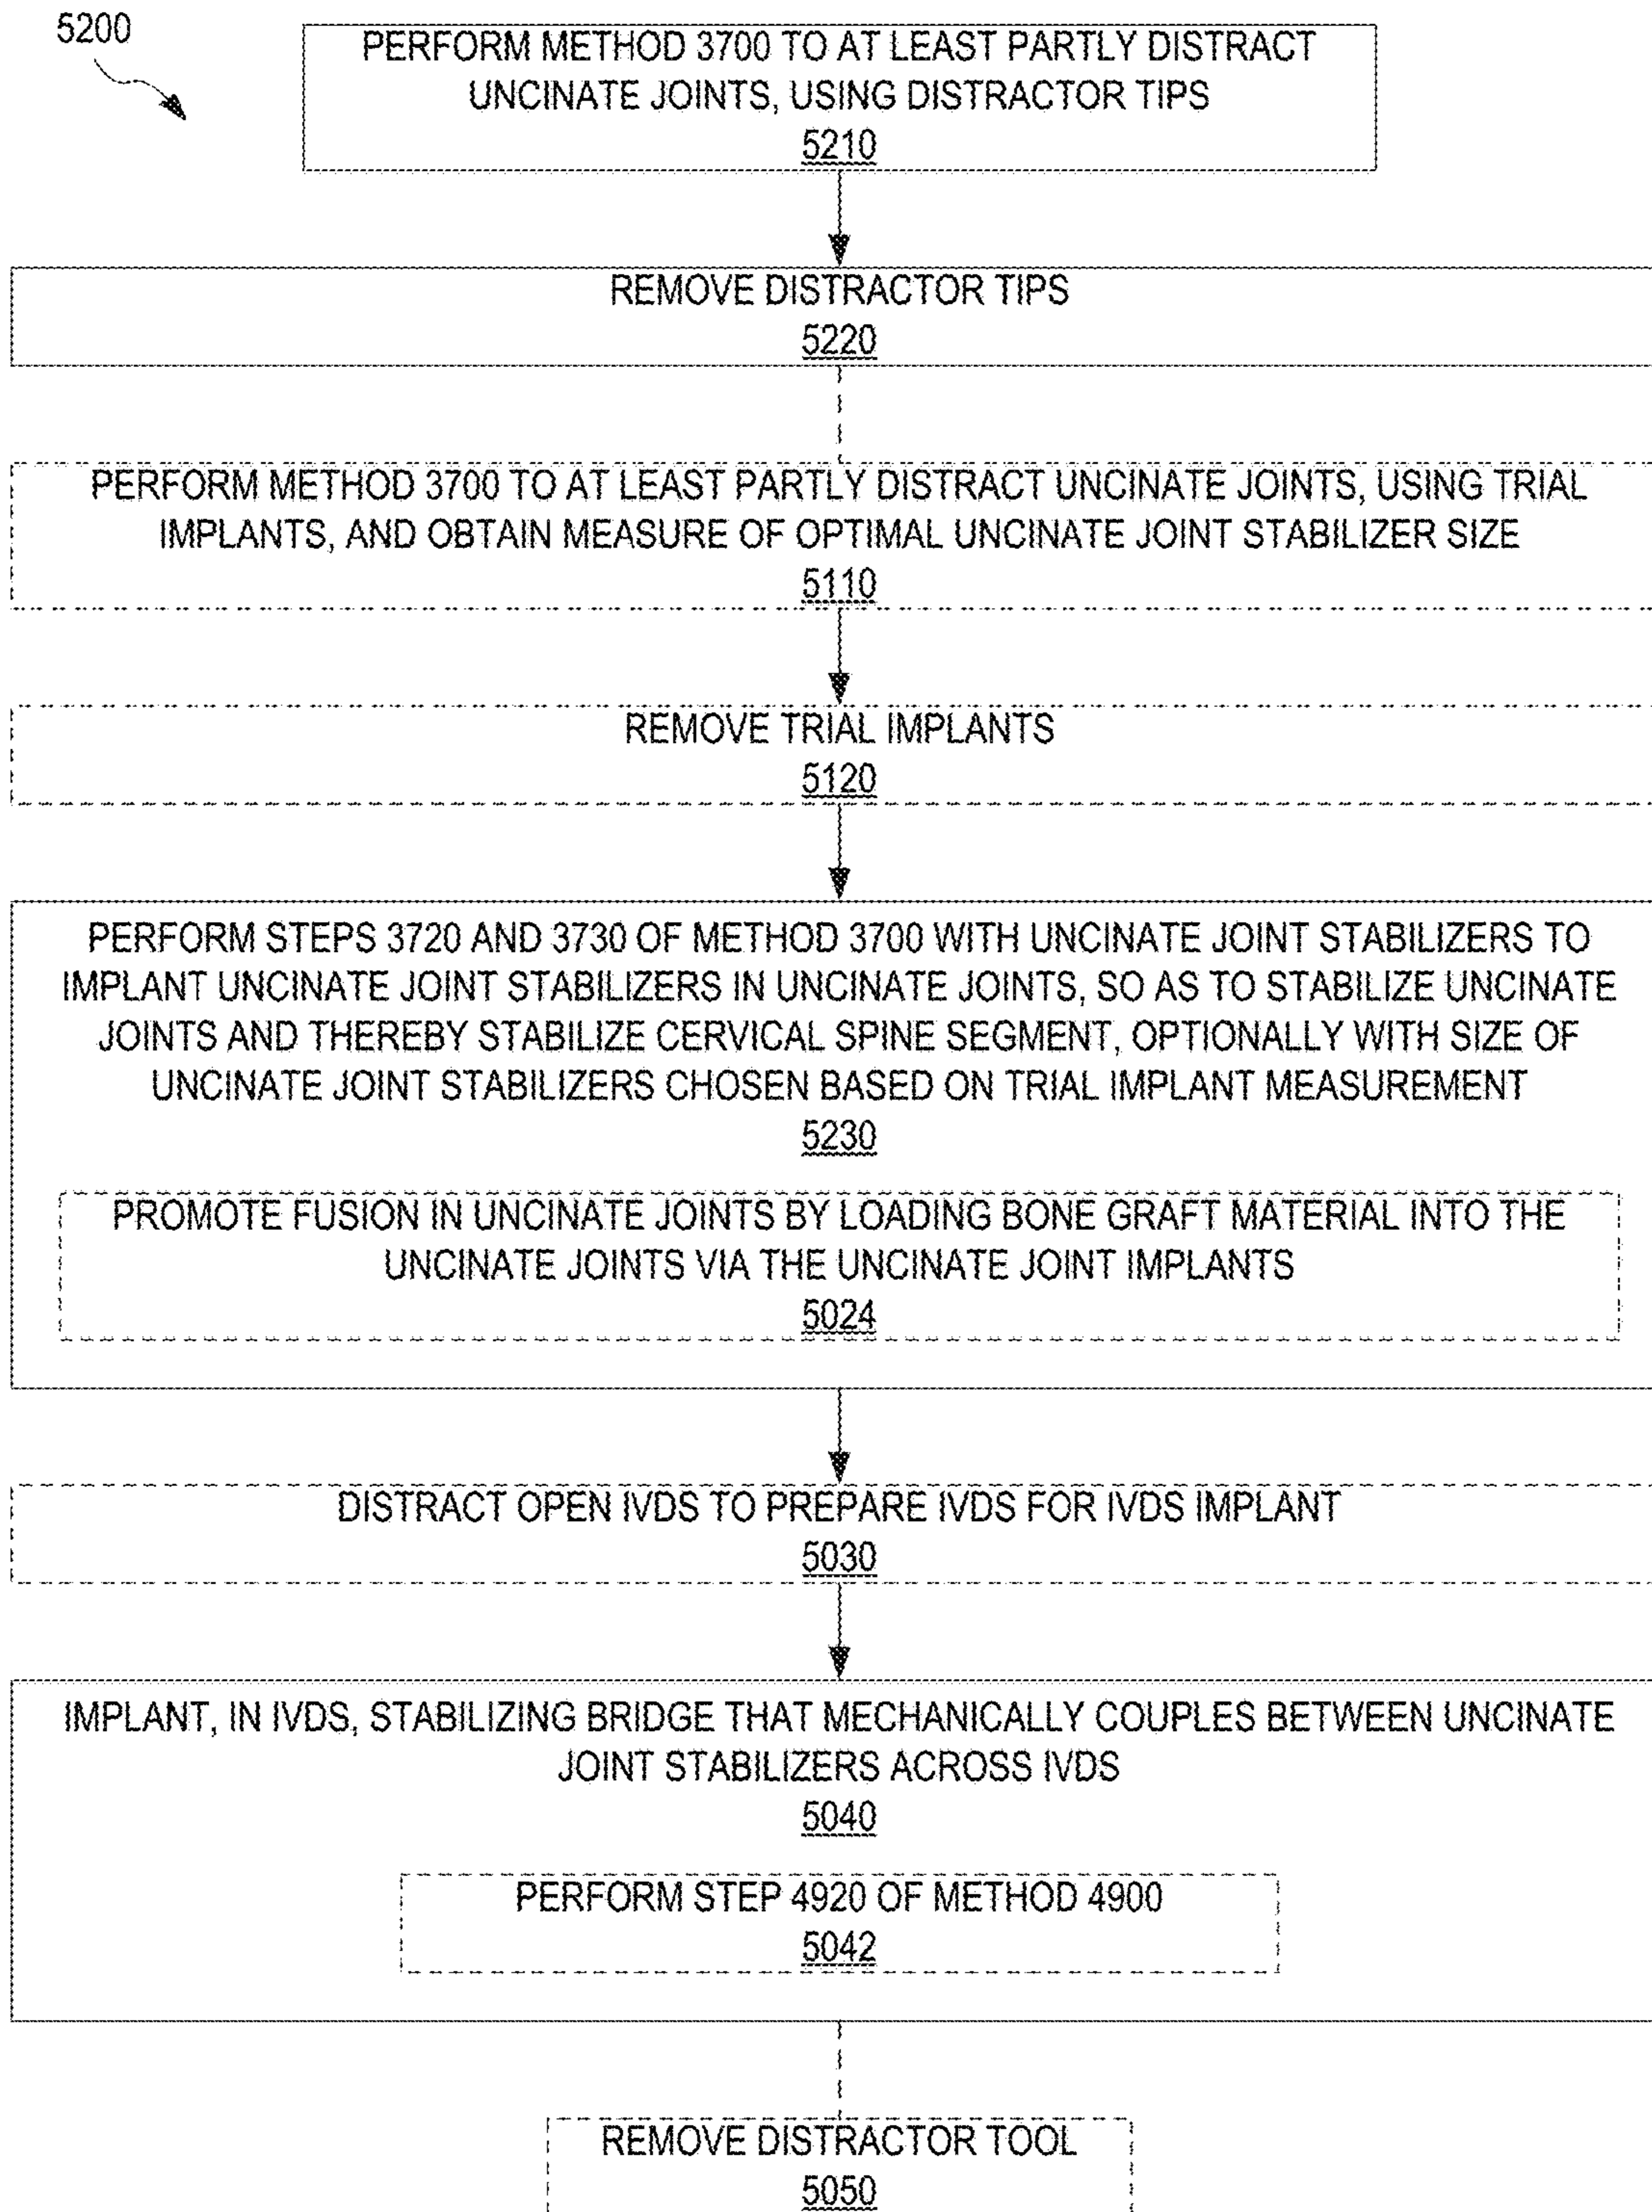 5200
PERFORM METHOD 3700 TO AT LEAST PARTLY DISTRACT
UNCINATE JOINTS, USING DISTRACTOR TIPS
5210
REMOVE DISTRACTOR TIPS
5220
PERFORM METHOD 3700 TO AT LEAST PARTLY DISTRACT UNCINATE JOINTS, USING TRIAL
IMPLANTS, AND OBTAIN MEASURE OF OPTIMAL UNCINATE JOINT STABILIZER SIZE
5110
REMOVE TRIAL IMPLANTS
5120
PERFORM STEPS 3720 AND 3730 OF METHOD 3700 WITH UNCINATE JOINT STABILIZERS TO
IMPLANT UNCINATE JOINT STABILIZERS IN UNCINATE JOINTS, SO AS TO STABILIZE UNCINATE
JOINTS AND THEREBY STABILIZE CERVICAL SPINE SEGMENT, OPTIONALLY WITH SIZE OF
UNCINATE JOINT STABILIZERS CHOSEN BASED ON TRIAL IMPLANT MEASUREMENT
5230
PROMOTE FUSION IN UNCINATE JOINTS BY LOADING BONE GRAFT MATERIAL INTO THE
UNCINATE JOINTS VIA THE UNCINATE JOINT IMPLANTS
5024
DISTRACT OPEN IVDS TO PREPARE IVDS FOR IVDS IMPLANT
5030
IMPLANT, IN IVDS, STABILIZING BRIDGE THAT MECHANICALLY COUPLES BETWEEN UNCINATE
JOINT STABILIZERS ACROSS IVDS
5040
PERFORM STEP 4920 OF METHOD 4900
5042
REMOVE DISTRACTOR TOOL
5050